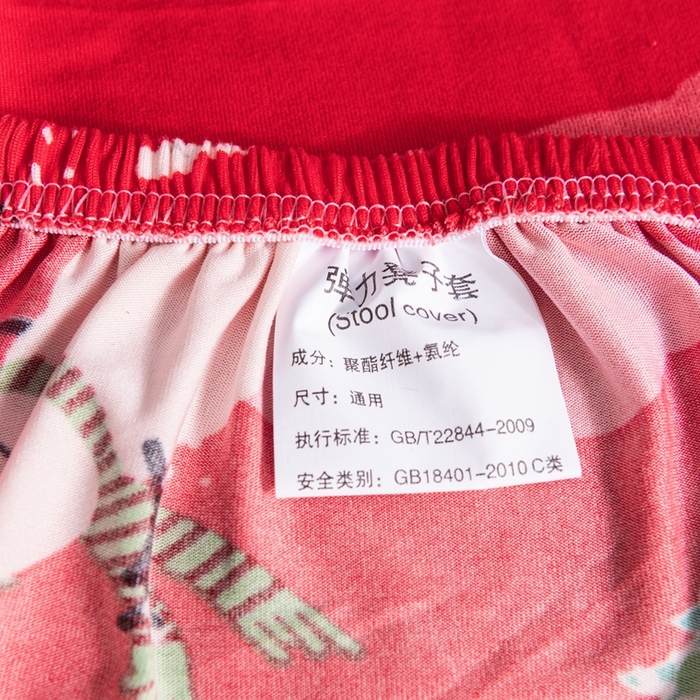 弹力凳子套
(Stool cover)
成分：聚酯纤维+氨纶
尺寸：通用
执行标准：GB/T22844-2009
安全类别：GB18401-2010 C类